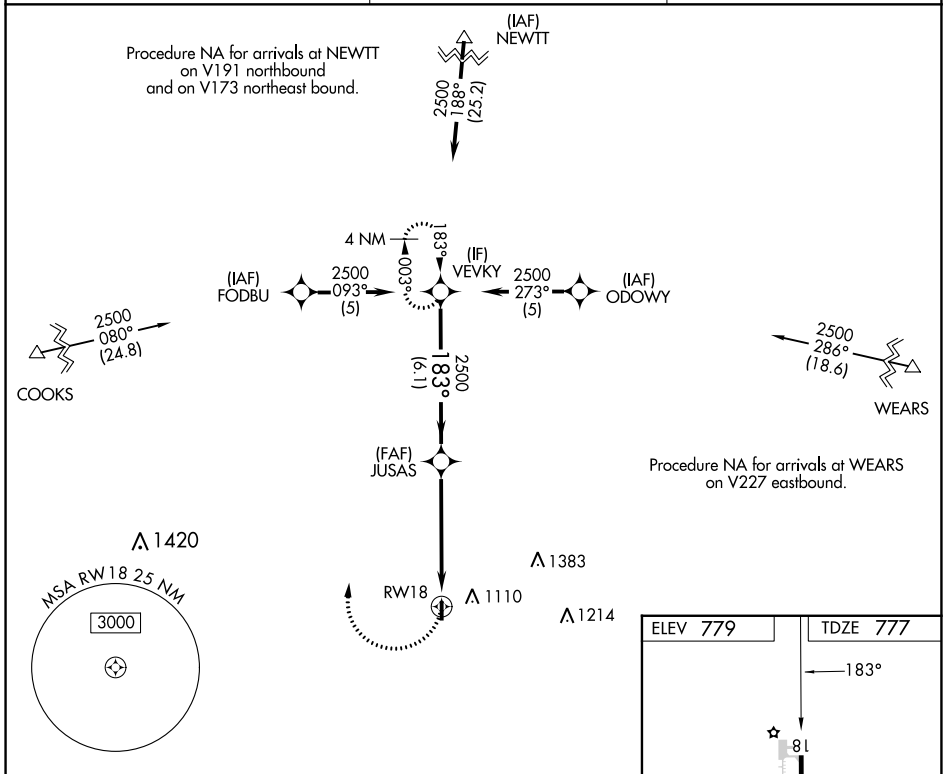 (IAF)
NEWTT
Procedure NA for arrivals at NEWTT
on V191 northbound
and on V173 northeast bound.
2500
188°
(25.2)
4 NM
183°
003°
(IF)
VEVKY
(IAF)
FODBU
2500
093°
(5)
2500
273°
(5)
(IAF)
ODOWY
2500
080°
(24.8)
COOKS
2500
286°
(18.6)
WEARS
2500
183°
(6.1)
(FAF)
JUSAS
Procedure NA for arrivals at WEARS
on V227 eastbound.
1420
1383
MSA RW18 25 NM
3000
RW18
1110
1214
ELEV 779
TDZE 777
183°
18